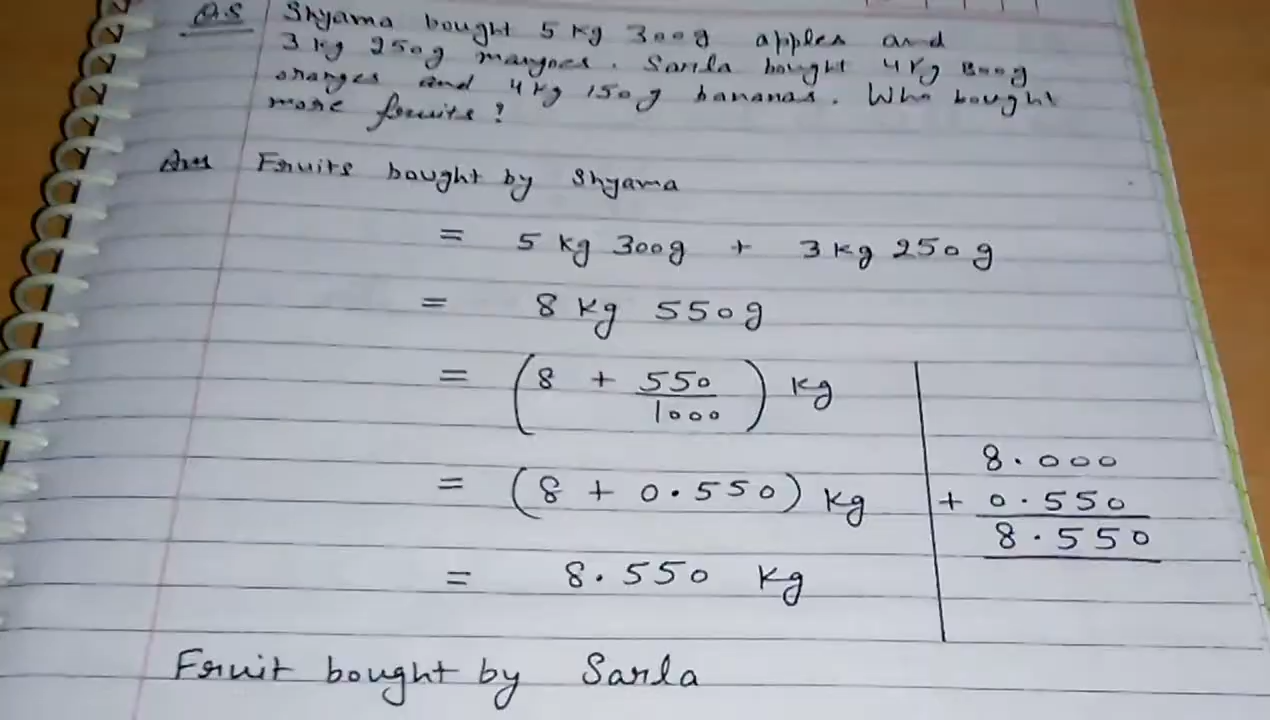 Q.5 Shyama bought 5 kg 300g apples and
3 kg 250g mangoes. Sarla bought 4 kg 800g
oranges and 4 kg 150g bananas. Who bought
more fruits?
Ans Fruits bought by Shyama
= 5 kg 300g + 3 kg 250g
= 8 kg 550g
= (8 + 550/1000) kg
= (8 + 0.550) kg
= 8.550 kg
8.000
+ 0.550
8.550
Fruit bought by Sarla